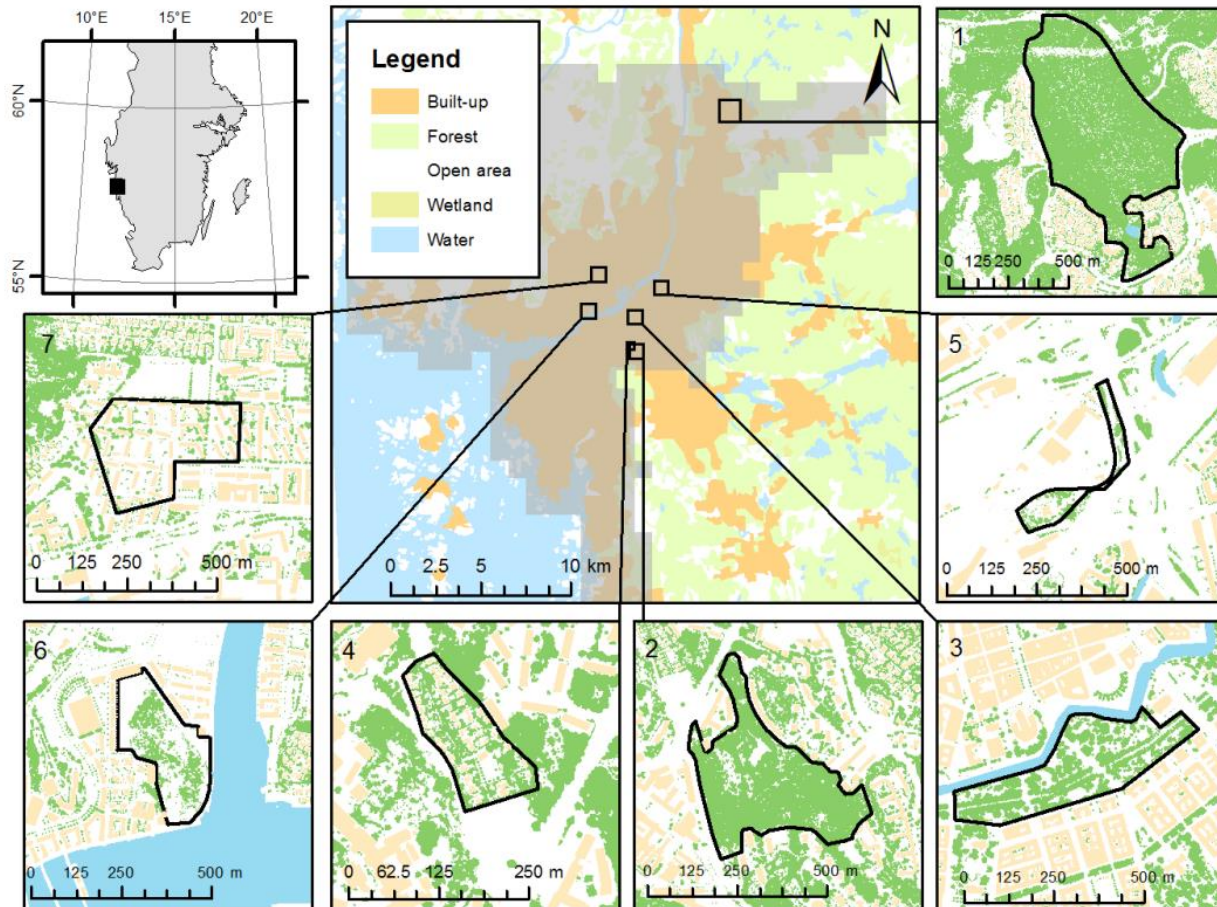 10°E 15°E 20°E
60°N
55°N
Legend
Built-up
Forest
Open area
Wetland
Water
N
0 2.5 5 10 km
1
0 125 250 500 m
7
0 125 250 500 m
5
0 125 250 500 m
6
0 125 250 500 m
4
0 62.5 125 250 m
2
0 125 250 500 m
3
0 125 250 500 m